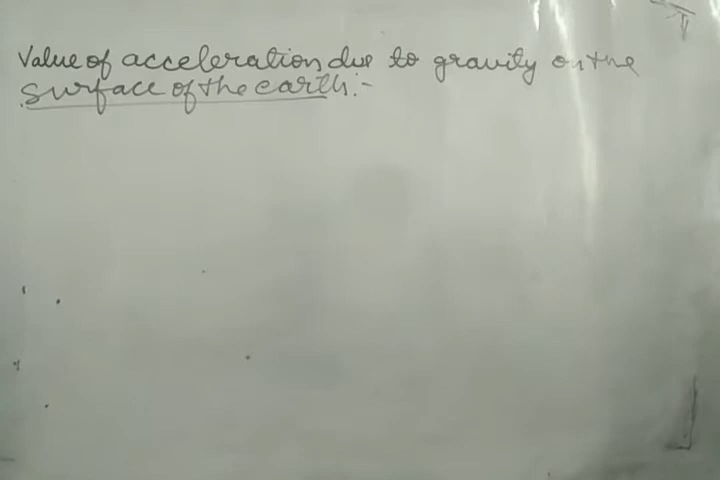 Value of acceleration due to gravity on the
surface of the earth:-